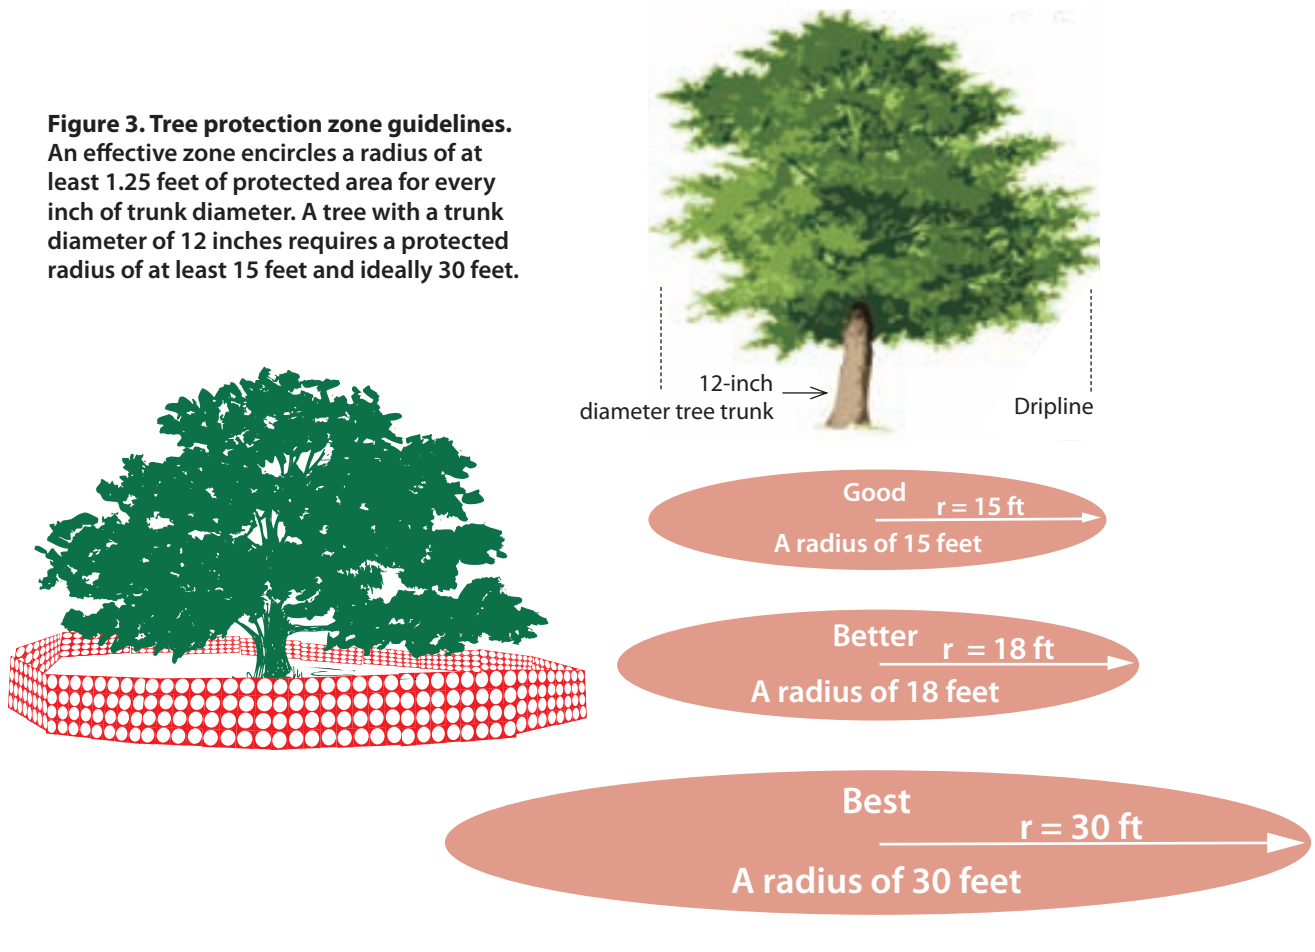 Figure 3. Tree protection zone guidelines.
An effective zone encircles a radius of at
least 1.25 feet of protected area for every
inch of trunk diameter. A tree with a trunk
diameter of 12 inches requires a protected
radius of at least 15 feet and ideally 30 feet.
12-inch
diameter tree trunk
Dripline
Good
r = 15 ft
A radius of 15 feet
Better
r = 18 ft
A radius of 18 feet
Best
r = 30 ft
A radius of 30 feet